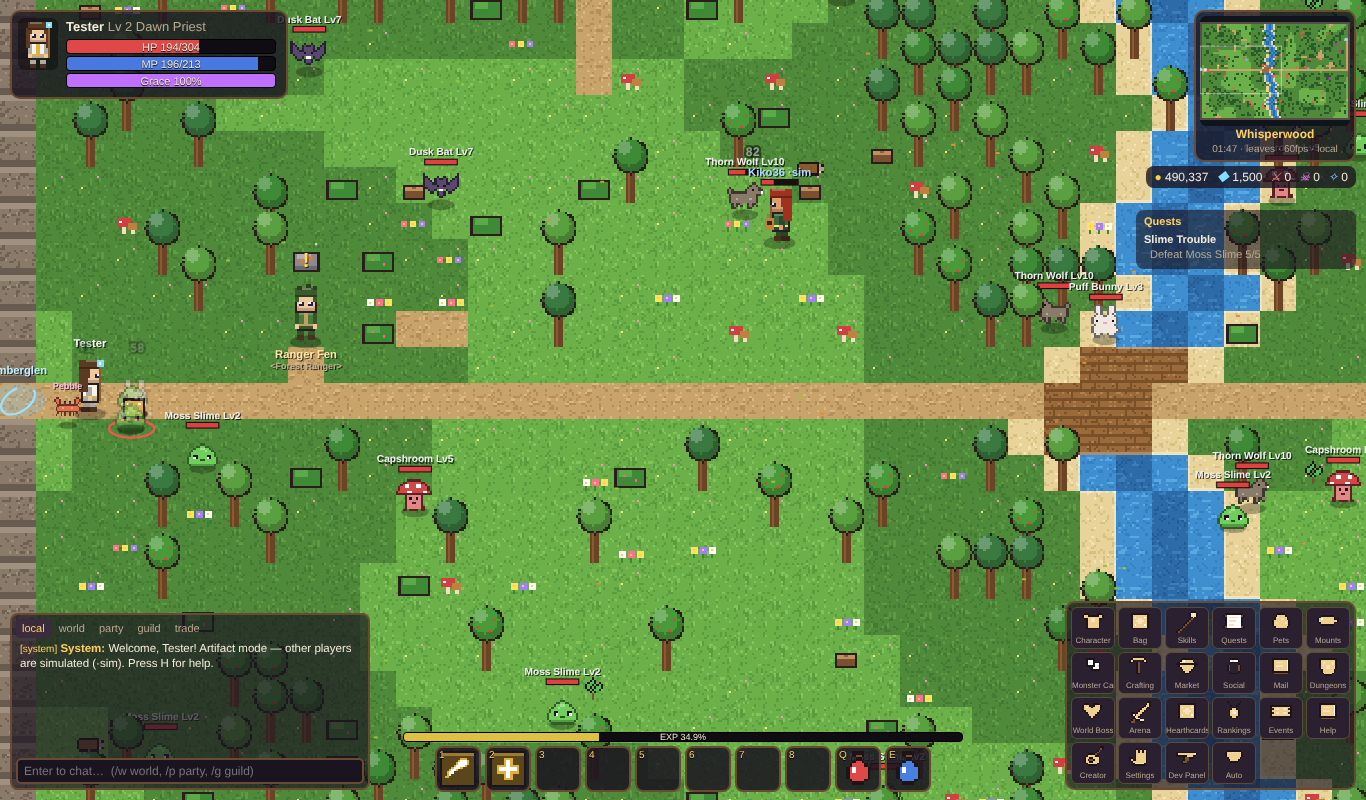 Tester Lv 2 Dawn Priest
HP 194/304
MP 196/213
Grace 100%
Dusk Bat Lv7
Whisperwood
01:47 · leaves · 60fps · local
490,337 1,500 0 0 0
Quests
Slime Trouble
Defeat Moss Slime 5/5
Dusk Bat Lv7
82
Thorn Wolf Lv10
Kiko36 ·sim
Thorn Wolf Lv10
Puff Bunny Lv3
Tester
58
Ranger Fen
<Forest Ranger>
Pebble
Moss Slime Lv2
Capshroom Lv5
Thorn Wolf Lv10
Capshroom
Moss Slime Lv2
Moss Slime Lv2
Moss Slime Lv2
local world party guild trade
[system] System: Welcome, Tester! Artifact mode — other players
are simulated (·sim). Press H for help.
Enter to chat… (/w world, /p party, /g guild)
EXP 34.9%
1 2 3 4 5 6 7 8 Q E
Character Bag Skills Quests Pets Mounts
Monster Ca Crafting Market Social Mail Dungeons
World Boss Arena Hearthcards Rankings Events Help
Creator Settings Dev Panel Auto